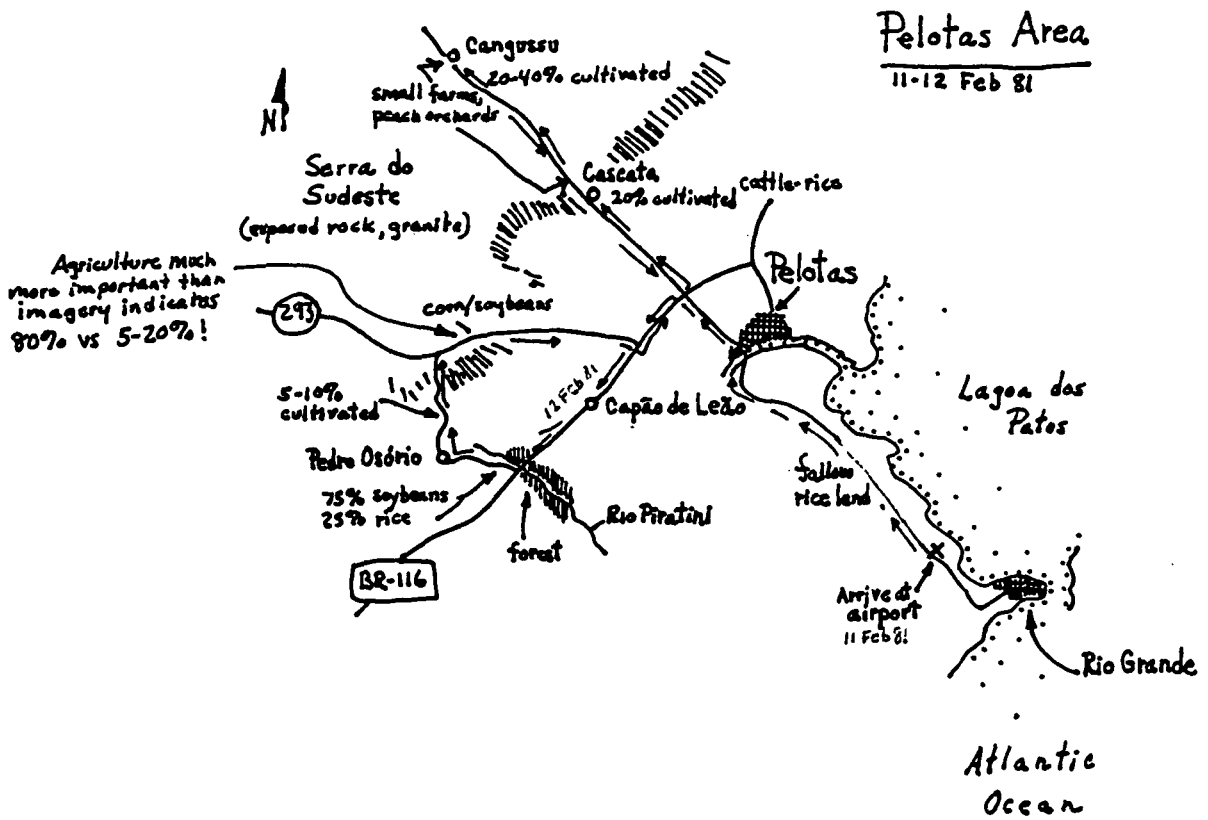 Pelotas Area
11-12 Feb 81
Cangussu
20-40% cultivated
small farms,
peach orchards
N
Serra do
Sudeste
(exposed rock, granite)
Cascata
20% cultivated
cattle-rice
Agriculture much
more important than
imagery indicates
80% vs 5-20%!
293
corn/soybeans
Pelotas
5-10%
cultivated
12 Feb 81
Capão de Leão
Lagoa dos
Patos
Pedro Osório
75% soybeans
25% rice
fallow
rice land
Rio Piratini
forest
BR-116
Arrive at
airport
11 Feb 81
Rio Grande
Atlantic
Ocean